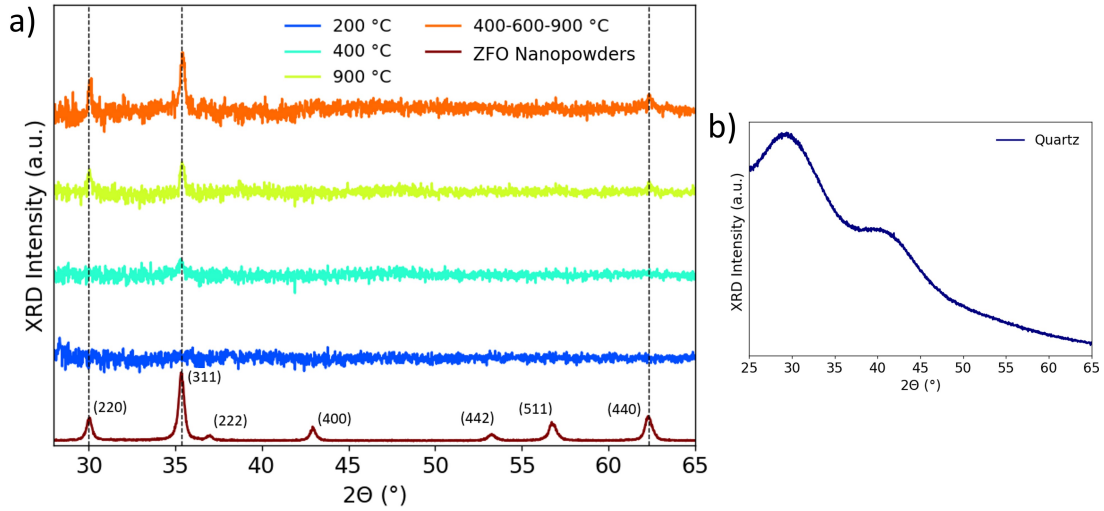 a)
200 °C
400 °C
900 °C
400-600-900 °C
ZFO Nanopowders
XRD Intensity (a.u.)
(220)
(311)
(222)
(400)
(442)
(511)
(440)
30 35 40 45 50 55 60 65
2Θ (°)
b)
Quartz
XRD Intensity (a.u.)
25 30 35 40 45 50 55 60 65
2Θ (°)